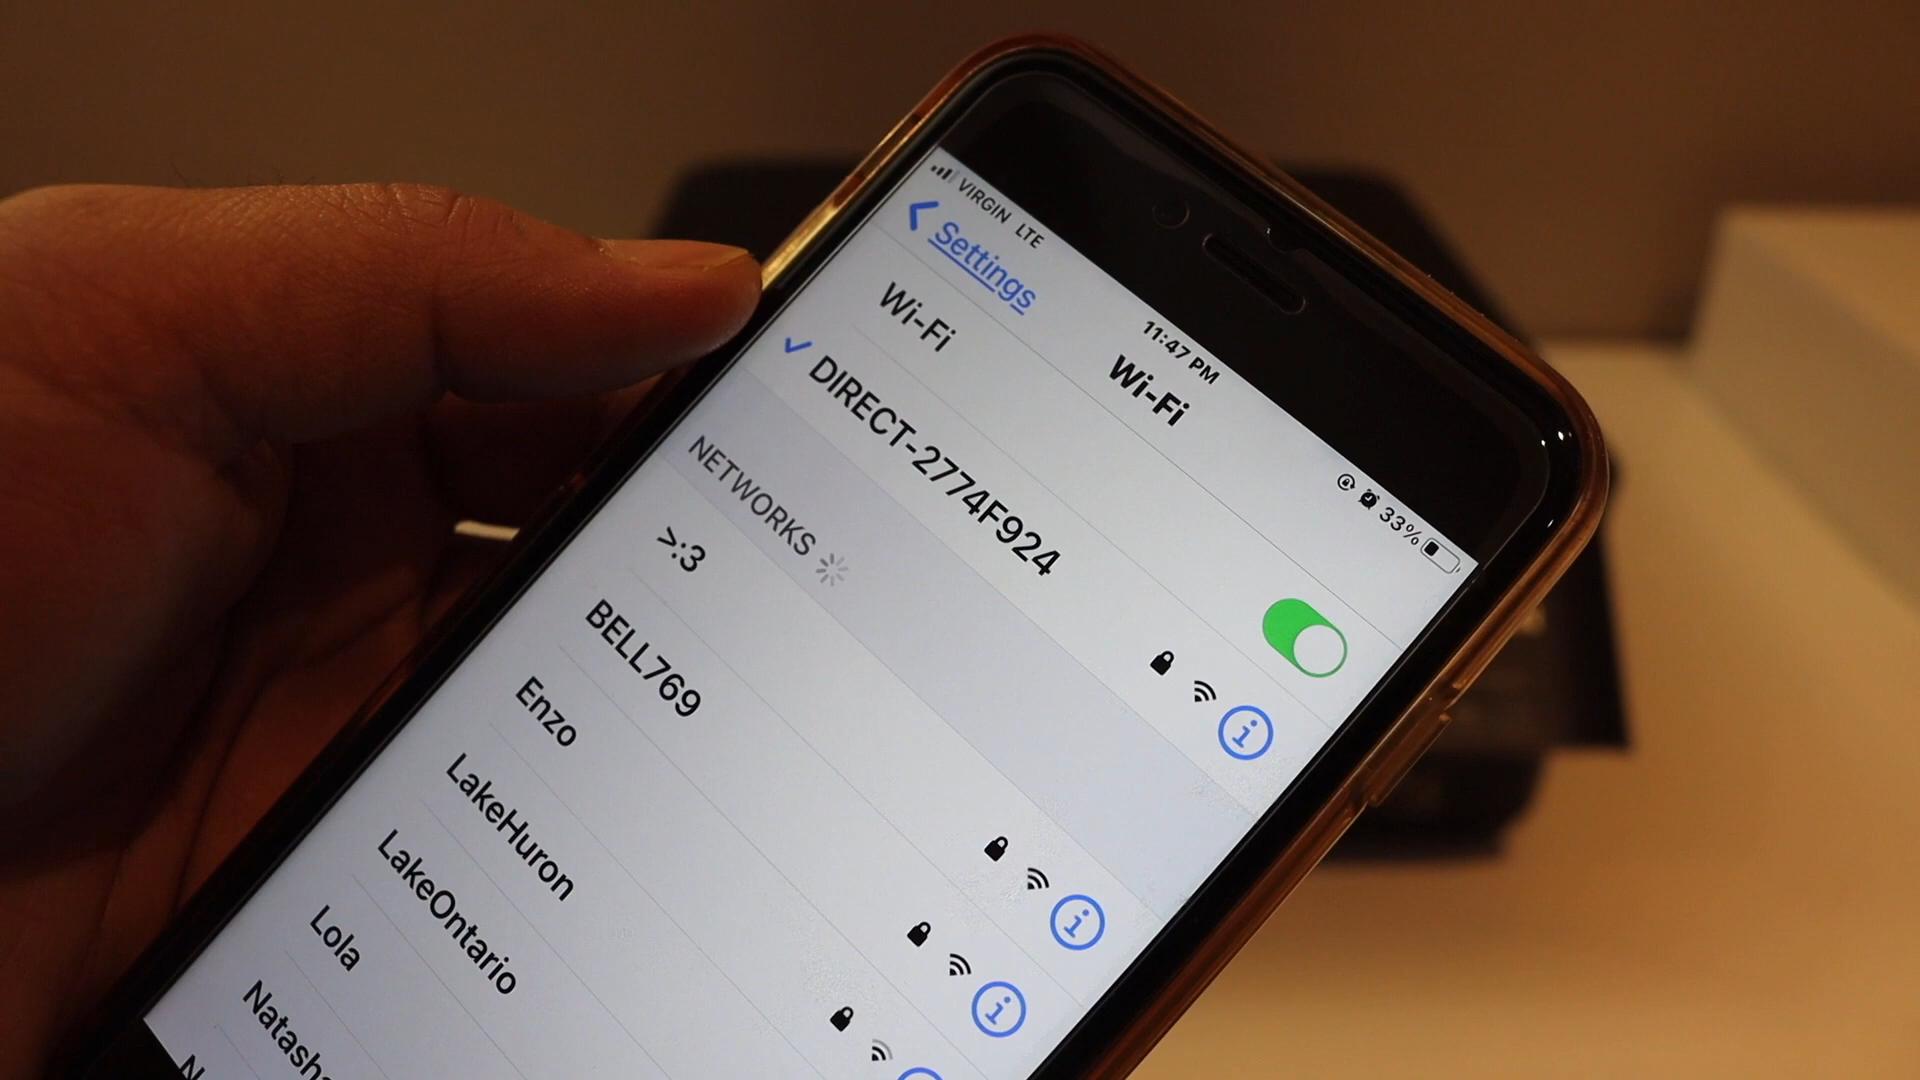 VIRGIN LTE
11:47 PM
33%
Settings
Wi-Fi
Wi-Fi
DIRECT-2774F924
NETWORKS
>:3
BELL769
Enzo
LakeHuron
LakeOntario
Lola